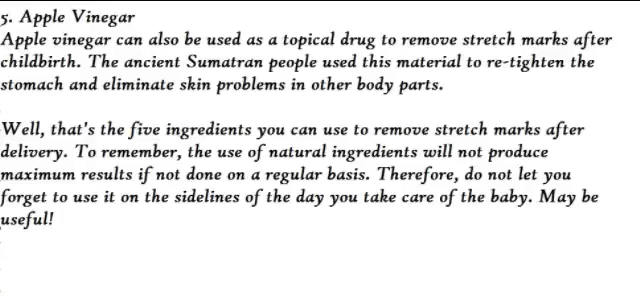 5. Apple Vinegar
Apple vinegar can also be used as a topical drug to remove stretch marks after
childbirth. The ancient Sumatran people used this material to re-tighten the
stomach and eliminate skin problems in other body parts.
Well, that's the five ingredients you can use to remove stretch marks after
delivery. To remember, the use of natural ingredients will not produce
maximum results if not done on a regular basis. Therefore, do not let you
forget to use it on the sidelines of the day you take care of the baby. May be
useful!